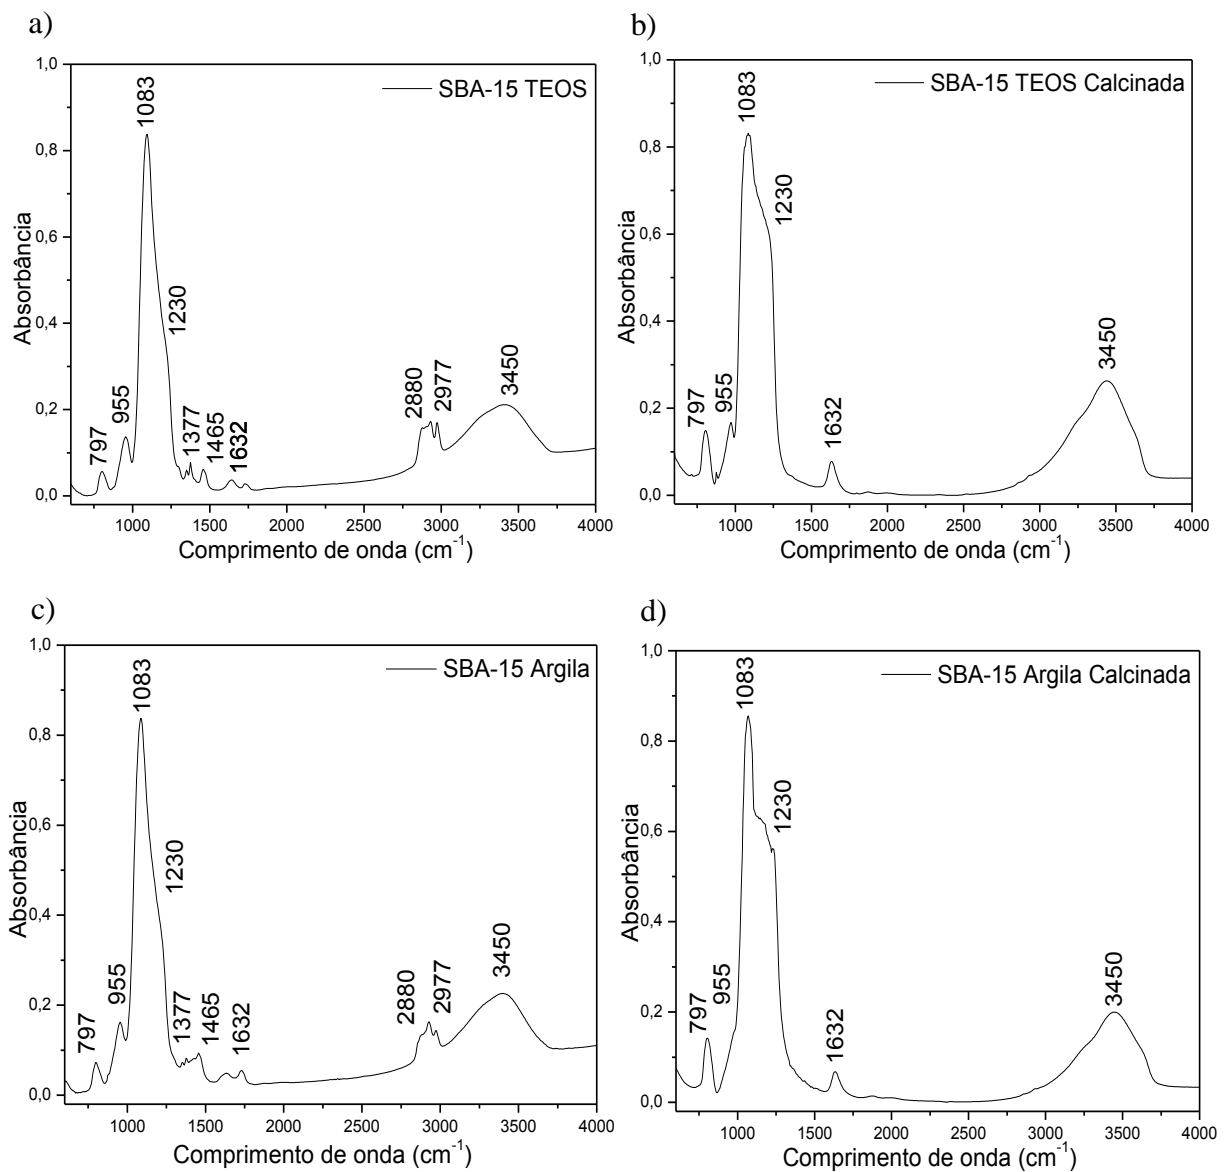 a)
SBA-15 TEOS
1,0
0,8
0,6
0,4
0,2
0,0
Absorbância
797
955
1083
1230
1377
1465
1632
2880
2977
3450
1000 1500 2000 2500 3000 3500 4000
Comprimento de onda (cm-1)
b)
SBA-15 TEOS Calcinada
1,0
0,8
0,6
0,4
0,2
0,0
Absorbância
797
955
1083
1230
1632
3450
1000 1500 2000 2500 3000 3500 4000
Comprimento de onda (cm-1)
c)
SBA-15 Argila
1,0
0,8
0,6
0,4
0,2
0,0
Absorbância
797
955
1083
1230
1377
1465
1632
2880
2977
3450
1000 1500 2000 2500 3000 3500 4000
Comprimento de onda (cm-1)
d)
SBA-15 Argila Calcinada
1,0
0,8
0,6
0,4
0,2
0,0
Absorbância
797
955
1083
1230
1632
3450
1000 1500 2000 2500 3000 3500 4000
Comprimento de onda (cm-1)